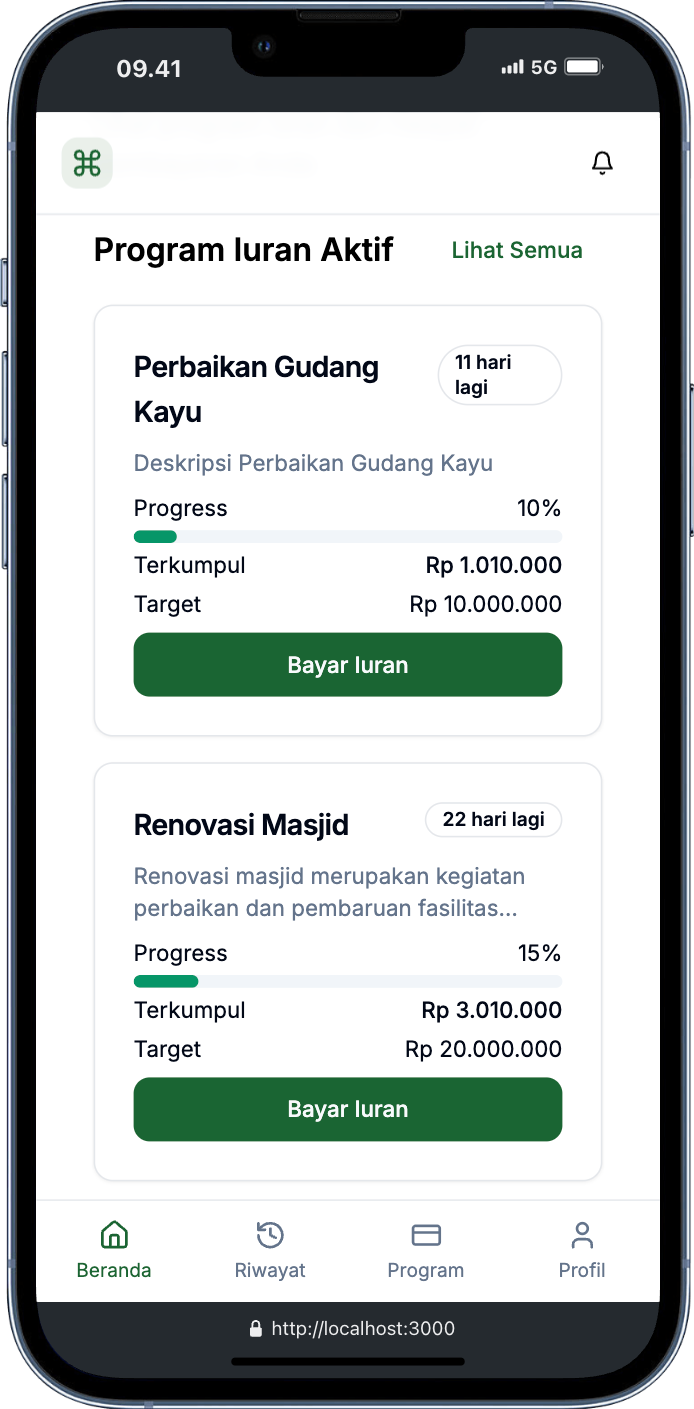 09.41
5G
Program Iuran Aktif
Lihat Semua
Perbaikan Gudang
Kayu
11 hari
lagi
Deskripsi Perbaikan Gudang Kayu
Progress
10%
Terkumpul
Rp 1.010.000
Target
Rp 10.000.000
Bayar Iuran
Renovasi Masjid
22 hari lagi
Renovasi masjid merupakan kegiatan
perbaikan dan pembaruan fasilitas...
Progress
15%
Terkumpul
Rp 3.010.000
Target
Rp 20.000.000
Bayar Iuran
Beranda
Riwayat
Program
Profil
http://localhost:3000